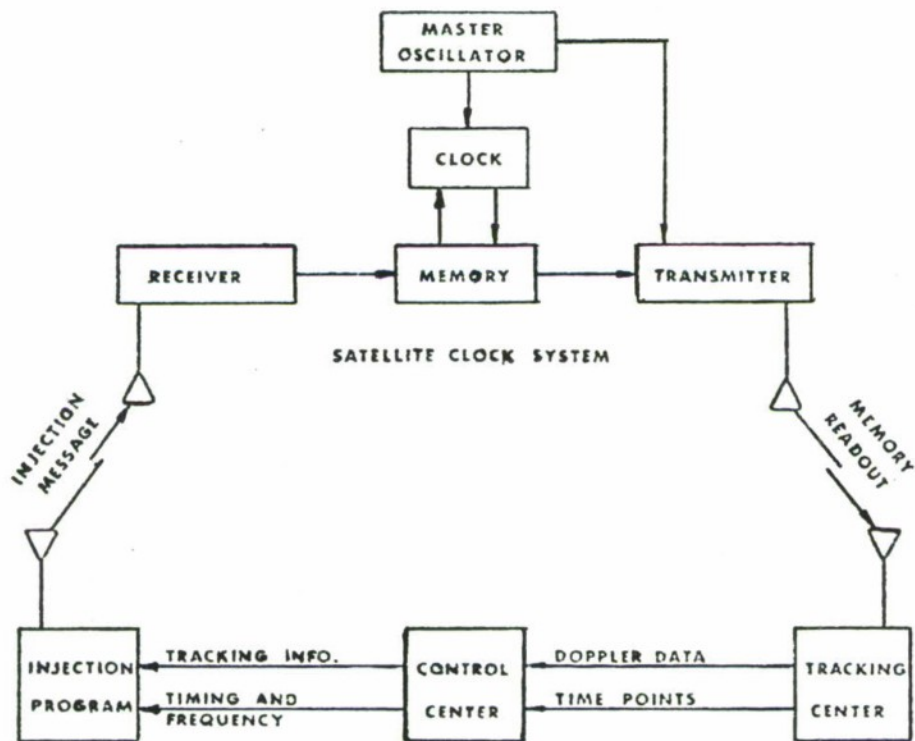 MASTER
OSCILLATOR
CLOCK
RECEIVER
MEMORY
TRANSMITTER
SATELLITE CLOCK SYSTEM
INJECTION
MESSAGE
MEMORY
READOUT
INJECTION
PROGRAM
TRACKING INFO.
TIMING AND
FREQUENCY
CONTROL
CENTER
DOPPLER DATA
TIME POINTS
TRACKING
CENTER